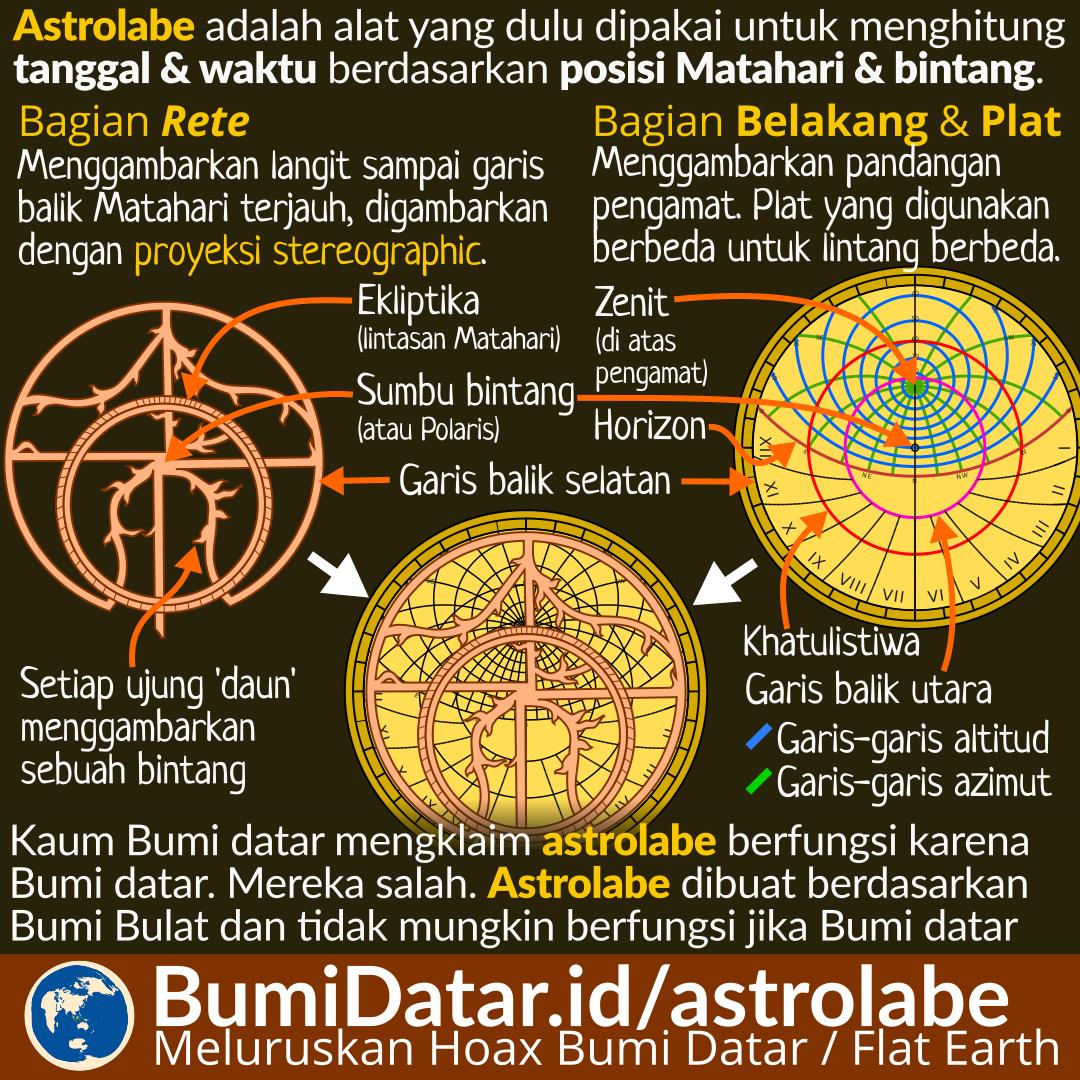 Astrolabe adalah alat yang dulu dipakai untuk menghitung
tanggal & waktu berdasarkan posisi Matahari & bintang.
Bagian Rete
Menggambarkan langit sampai garis
balik Matahari terjauh, digambarkan
dengan proyeksi stereographic.
Bagian Belakang & Plat
Menggambarkan pandangan
pengamat. Plat yang digunakan
berbeda untuk lintang berbeda.
Ekliptika
(lintasan Matahari)
Sumbu bintang
(atau Polaris)
Garis balik selatan
Zenit
(di atas
pengamat)
Horizon
NE
N
NW
W
I
II
III
IV
V
VI
VII
VIII
IX
X
XI
XII
Setiap ujung 'daun'
menggambarkan
sebuah bintang
Khatulistiwa
Garis balik utara
Garis-garis altitud
Garis-garis azimut
Kaum Bumi datar mengklaim astrolabe berfungsi karena
Bumi datar. Mereka salah. Astrolabe dibuat berdasarkan
Bumi Bulat dan tidak mungkin berfungsi jika Bumi datar
BumiDatar.id/astrolabe
Meluruskan Hoax Bumi Datar / Flat Earth